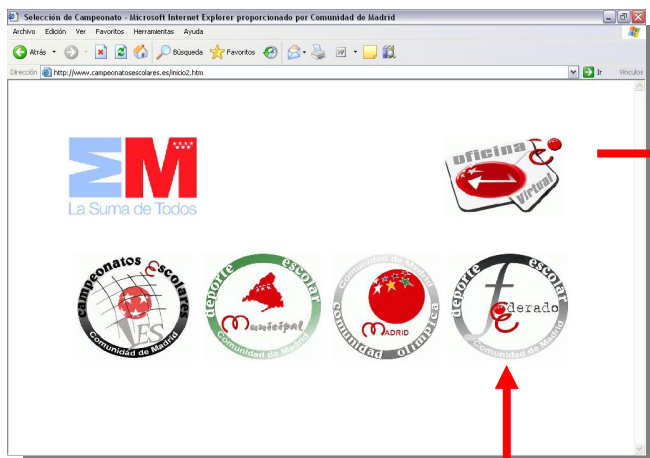 Selección de Campeonato - Microsoft Internet Explorer proporcionado por Comunidad de Madrid
Archivo Edición Ver Favoritos Herramientas Ayuda
Atrás Búsqueda Favoritos
Dirección http://www.campeonatosescolares.es/inicio2.htm Ir Vínculos
EM
La Suma de Todos
oficina
Virtual
campeonatos Escolares
IES
Comunidad de Madrid
deporte escolar
Municipal
Comunidad de Madrid
Comunidad de Madrid
MADRID
comunidad olímpica
deporte escolar
federado
Comunidad de Madrid